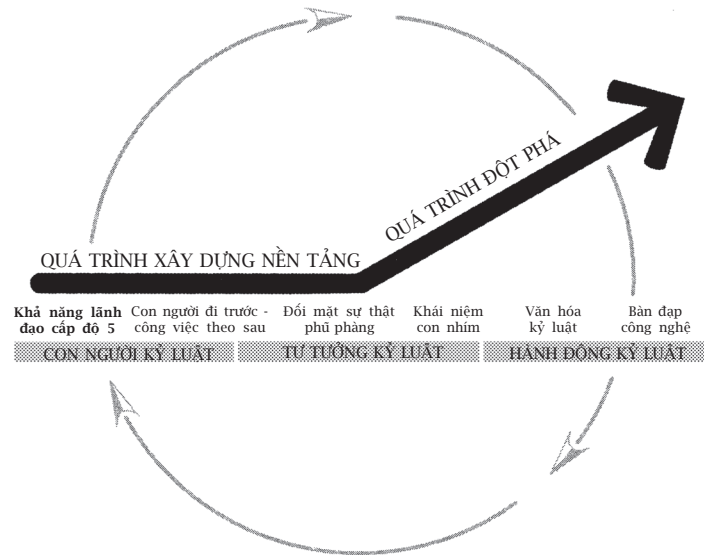 QUÁ TRÌNH ĐỘT PHÁ
QUÁ TRÌNH XÂY DỰNG NỀN TẢNG
Khả năng lãnh đạo cấp độ 5
Con người đi trước - công việc theo sau
Đối mặt sự thật phũ phàng
Khái niệm con nhím
Văn hóa kỷ luật
Bàn đạp công nghệ
CON NGƯỜI KỶ LUẬT
TƯ TƯỞNG KỶ LUẬT
HÀNH ĐỘNG KỶ LUẬT